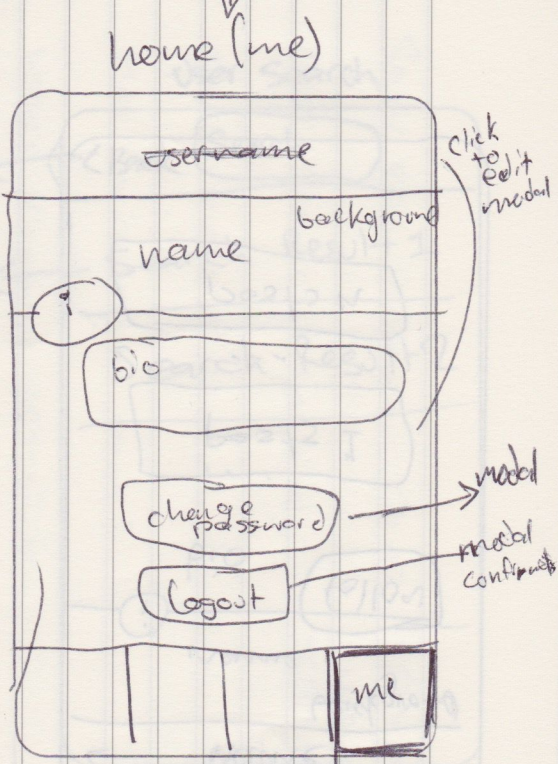 home (me)
username
click
to
edit
modal
background
name
i
bio
change
password
modal
logout
modal
confirm
me